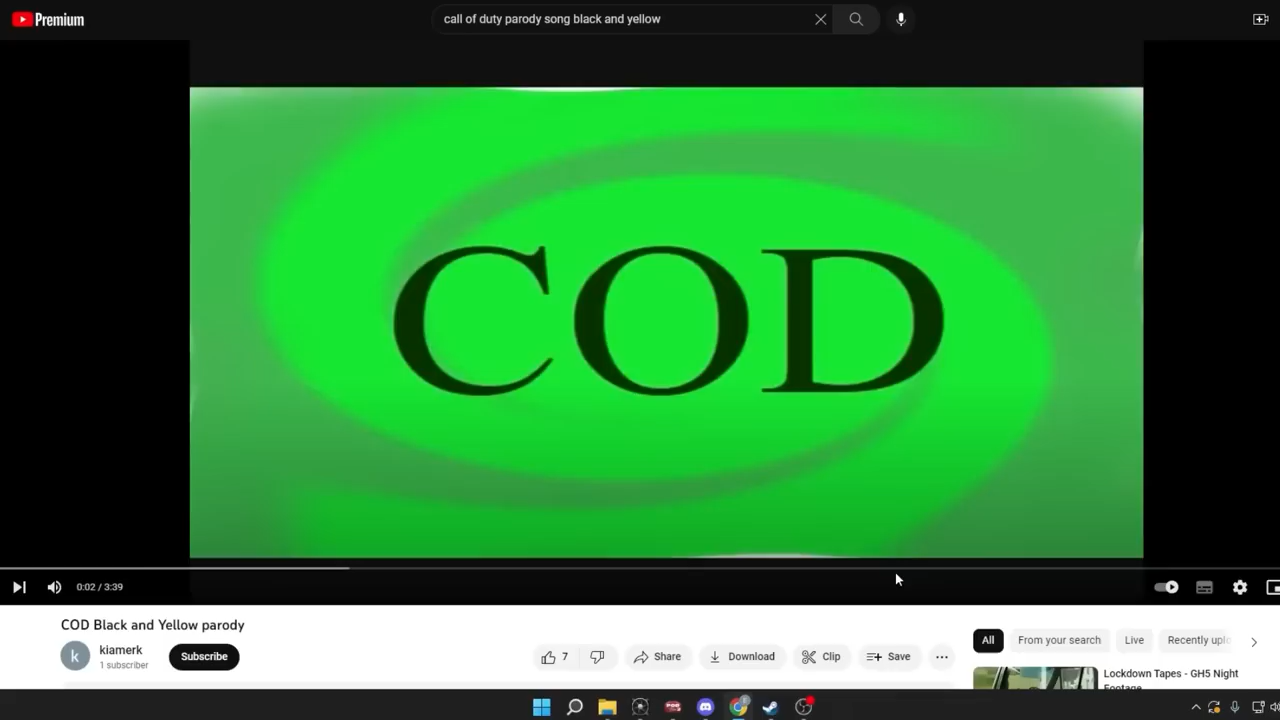 Premium
call of duty parody song black and yellow
COD
0:02 / 3:39
COD Black and Yellow parody
k
kiamerk
1 subscriber
Subscribe
7
Share
Download
Clip
Save
All
From your search
Live
Recently uplo
Lockdown Tapes - GH5 Night
Footage